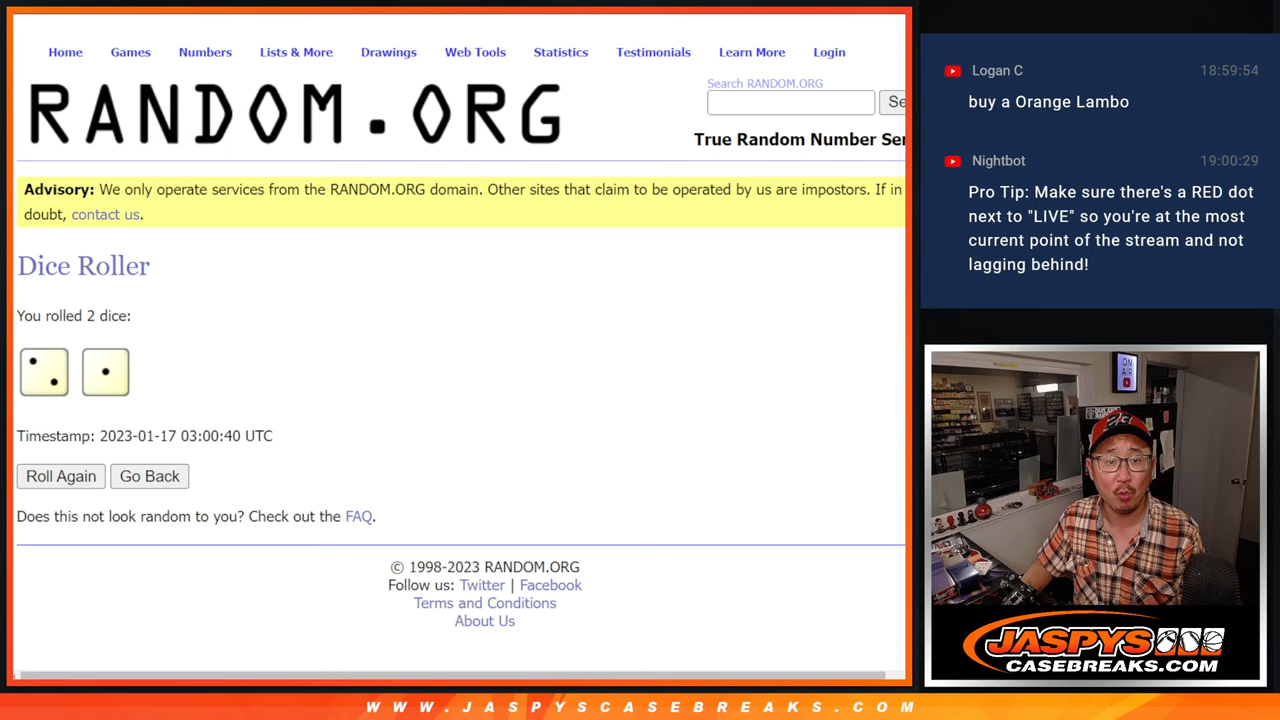 Home Games Numbers Lists & More Drawings Web Tools Statistics Testimonials Learn More Login
RANDOM.ORG
Search RANDOM.ORG
Se
True Random Number Ser
Advisory: We only operate services from the RANDOM.ORG domain. Other sites that claim to be operated by us are impostors. If in
doubt, contact us.
Dice Roller
You rolled 2 dice:
Timestamp: 2023-01-17 03:00:40 UTC
Roll Again Go Back
Does this not look random to you? Check out the FAQ.
© 1998-2023 RANDOM.ORG
Follow us: Twitter | Facebook
Terms and Conditions
About Us
Logan C 18:59:54
buy a Orange Lambo
Nightbot 19:00:29
Pro Tip: Make sure there's a RED dot
next to "LIVE" so you're at the most
current point of the stream and not
lagging behind!
ON
AIR
JASPYS
CASEBREAKS.COM
WWW.JASPYSCASEBREAKS.COM